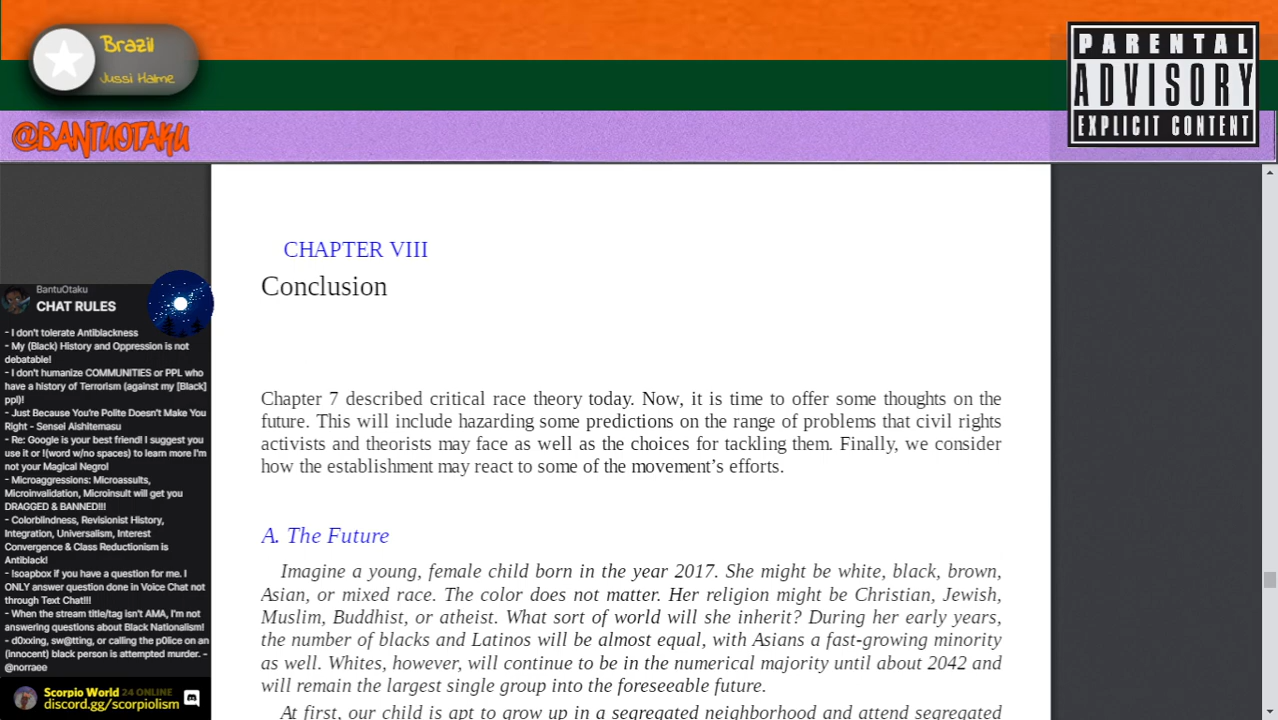 Brazil
Jussi Halme
PARENTAL
ADVISORY
EXPLICIT CONTENT
@BANTUOTAKU
BantuOtaku
CHAT RULES
- I don't tolerate Antiblackness
- My (Black) History and Oppression is not
debatable!
- I don't humanize COMMUNITIES or PPL who
have a history of Terrorism (against my [Black]
ppl)!
- Just Because You're Polite Doesn't Make You
Right - Sensei Aishitemasu
- Re: Google is your best friend! I suggest you
use it or !(word w/no spaces) to learn more I'm
not your Magical Negro!
- Microaggressions: Microassults,
Microinvalidation, Microinsult will get you
DRAGGED & BANNED!!!
- Colorblindness, Revisionist History,
Integration, Universalism, Interest
Convergence & Class Reductionism is
Antiblack!
- !soapbox if you have a question for me. I
ONLY answer question done in Voice Chat not
through Text Chat!!!
- When the stream title/tag isn't AMA, I'm not
answering questions about Black Nationalism!
- d0xxing, sw@tting, or calling the p0lice on an
(innocent) black person is attempted murder. -
@norraee
Scorpio World 24 ONLINE
discord.gg/scorpiolism
CHAPTER VIII
Conclusion
Chapter 7 described critical race theory today. Now, it is time to offer some thoughts on the
future. This will include hazarding some predictions on the range of problems that civil rights
activists and theorists may face as well as the choices for tackling them. Finally, we consider
how the establishment may react to some of the movement's efforts.
A. The Future
Imagine a young, female child born in the year 2017. She might be white, black, brown,
Asian, or mixed race. The color does not matter. Her religion might be Christian, Jewish,
Muslim, Buddhist, or atheist. What sort of world will she inherit? During her early years,
the number of blacks and Latinos will be almost equal, with Asians a fast-growing minority
as well. Whites, however, will continue to be in the numerical majority until about 2042 and
will remain the largest single group into the foreseeable future.
At first, our child is apt to grow up in a segregated neighborhood and attend segregated